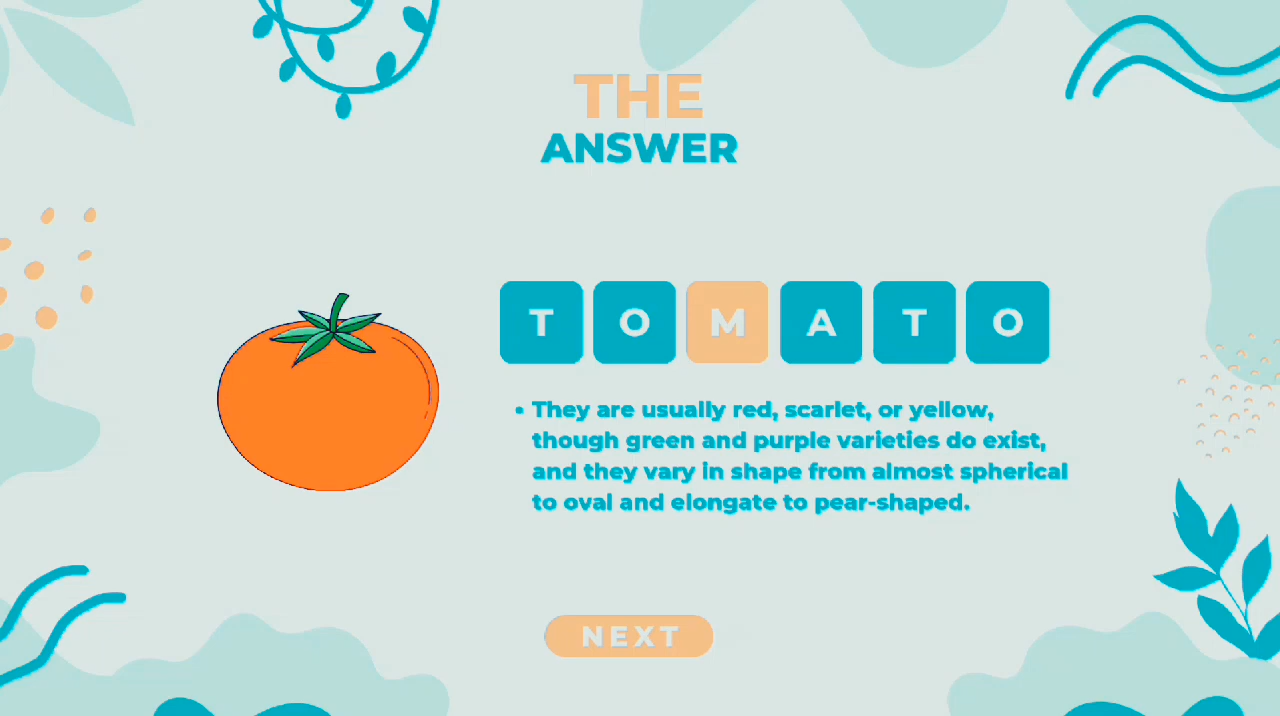 THE
ANSWER
T O M A T O
• They are usually red, scarlet, or yellow,
though green and purple varieties do exist,
and they vary in shape from almost spherical
to oval and elongate to pear-shaped.
NEXT